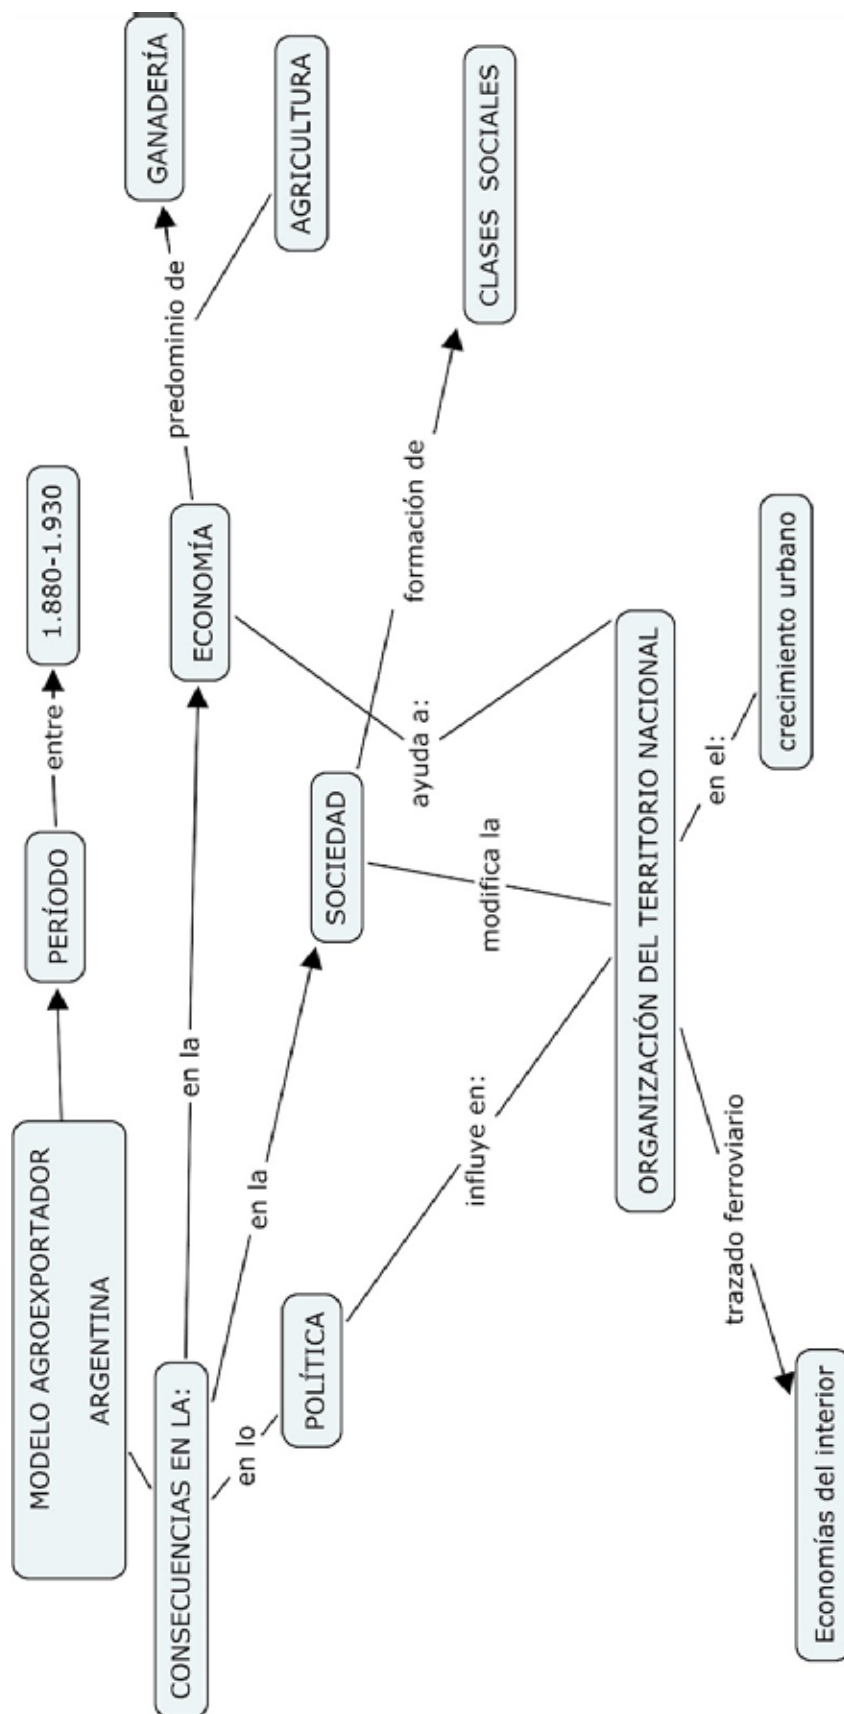 MODELO AGROEXPORTADOR
ARGENTINA
PERÍODO
entre
1.880-1.930
CONSECUENCIAS EN LA:
en la
ECONOMÍA
predominio de
GANADERÍA
AGRICULTURA
en la
SOCIEDAD
formación de
CLASES SOCIALES
en lo
POLÍTICA
influye en:
modifica la
ayuda a:
ORGANIZACIÓN DEL TERRITORIO NACIONAL
trazado ferroviario
en el:
Economías del interior
crecimiento urbano